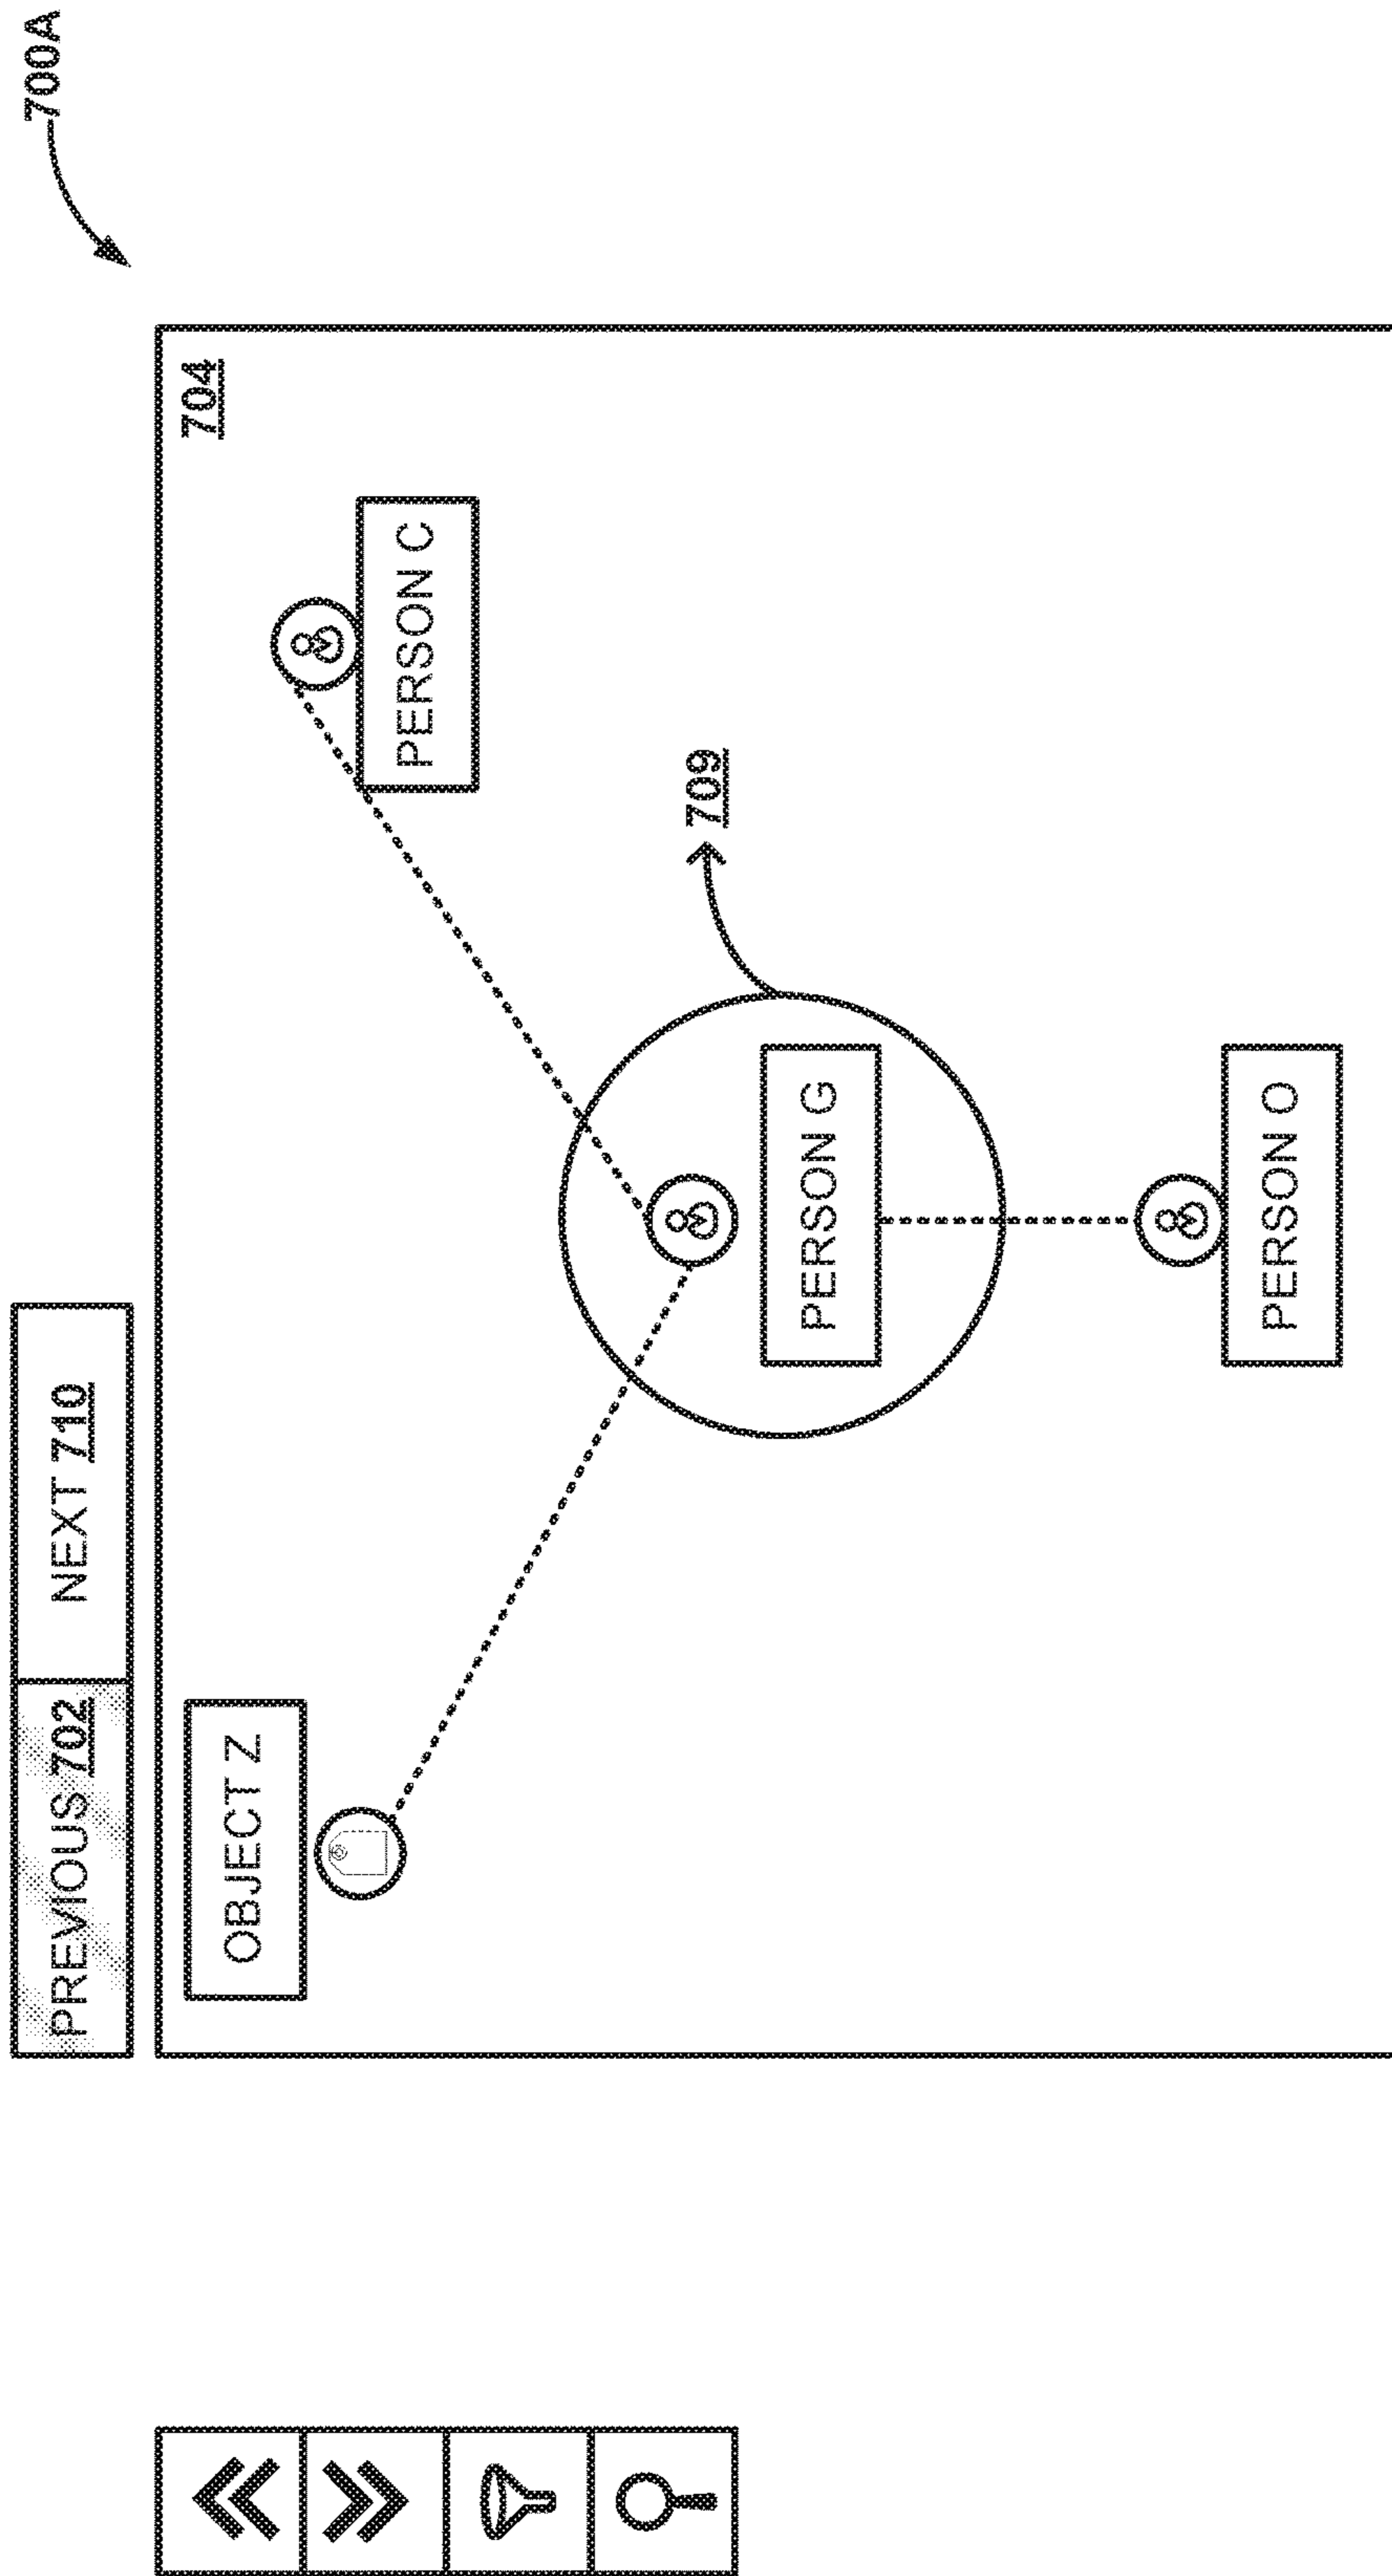 700A
PREVIOUS 702
NEXT 710
704
OBJECT Z
PERSON C
709
PERSON G
PERSON O